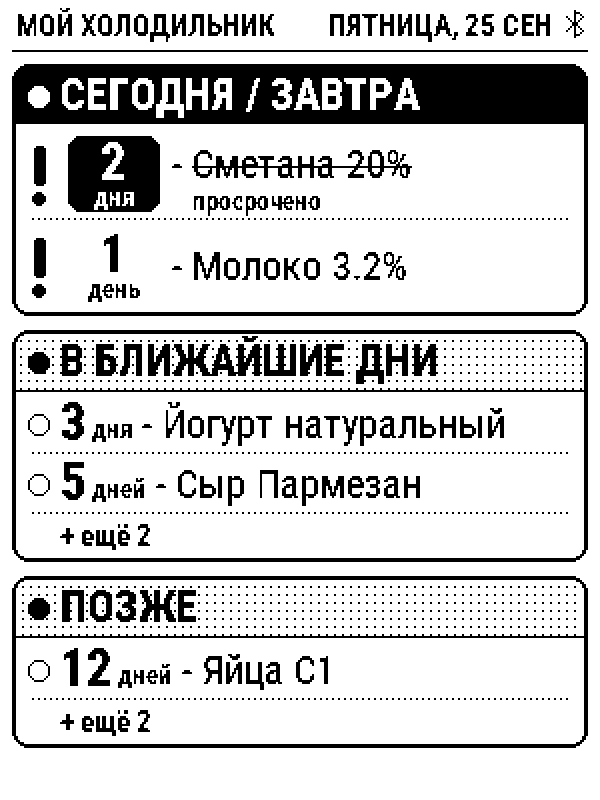 МОЙ ХОЛОДИЛЬНИК ПЯТНИЦА, 25 СЕН
СЕГОДНЯ / ЗАВТРА
2 дня - Сметана 20%
просрочено
1 день - Молоко 3.2%
В БЛИЖАЙШИЕ ДНИ
3 дня - Йогурт натуральный
5 дней - Сыр Пармезан
+ ещё 2
ПОЗЖЕ
12 дней - Яйца С1
+ ещё 2